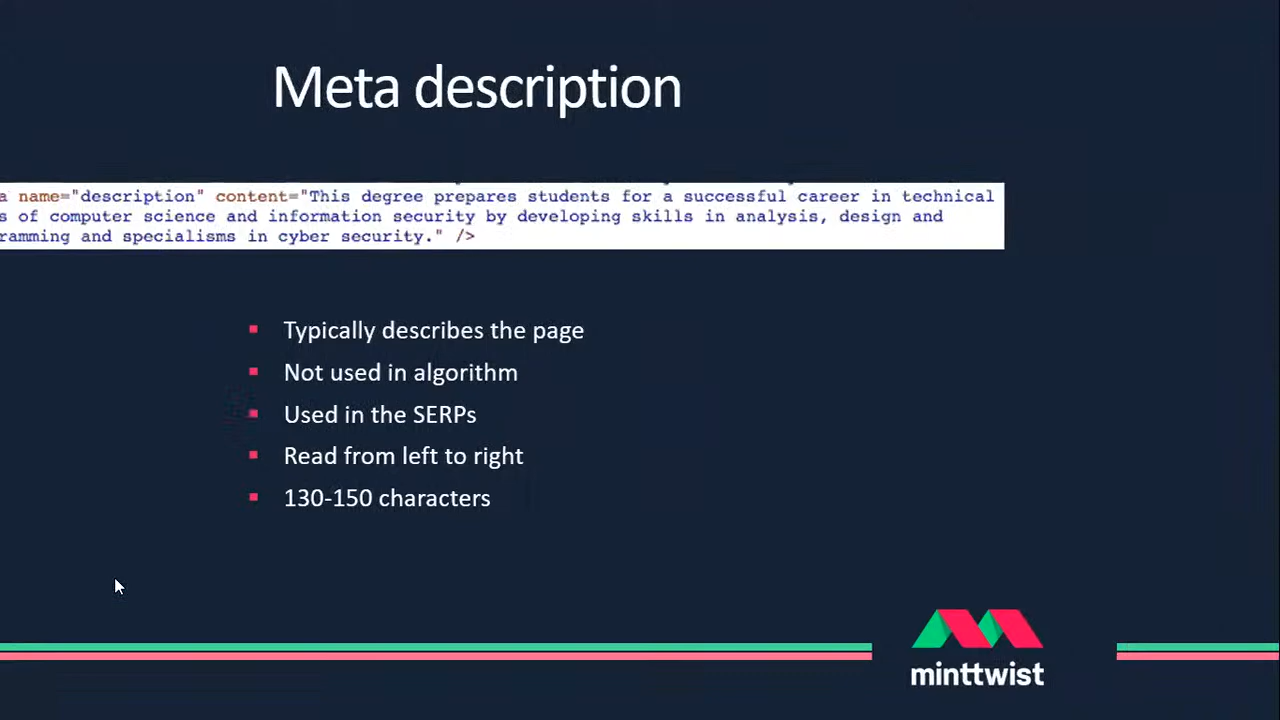 Meta description
a name="description" content="This degree prepares students for a successful career in technical
s of computer science and information security by developing skills in analysis, design and
ramming and specialisms in cyber security." />
Typically describes the page
Not used in algorithm
Used in the SERPs
Read from left to right
130-150 characters
minttwist